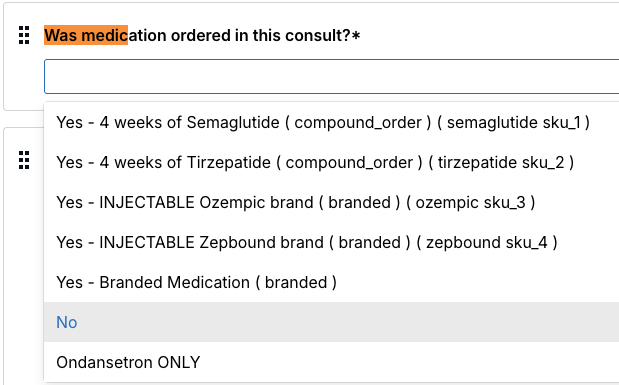 Was medication ordered in this consult?*
Yes - 4 weeks of Semaglutide ( compound_order ) ( semaglutide sku_1 )
Yes - 4 weeks of Tirzepatide ( compound_order ) ( tirzepatide sku_2 )
Yes - INJECTABLE Ozempic brand ( branded ) ( ozempic sku_3 )
Yes - INJECTABLE Zepbound brand ( branded ) ( zepbound sku_4 )
Yes - Branded Medication ( branded )
No
Ondansetron ONLY